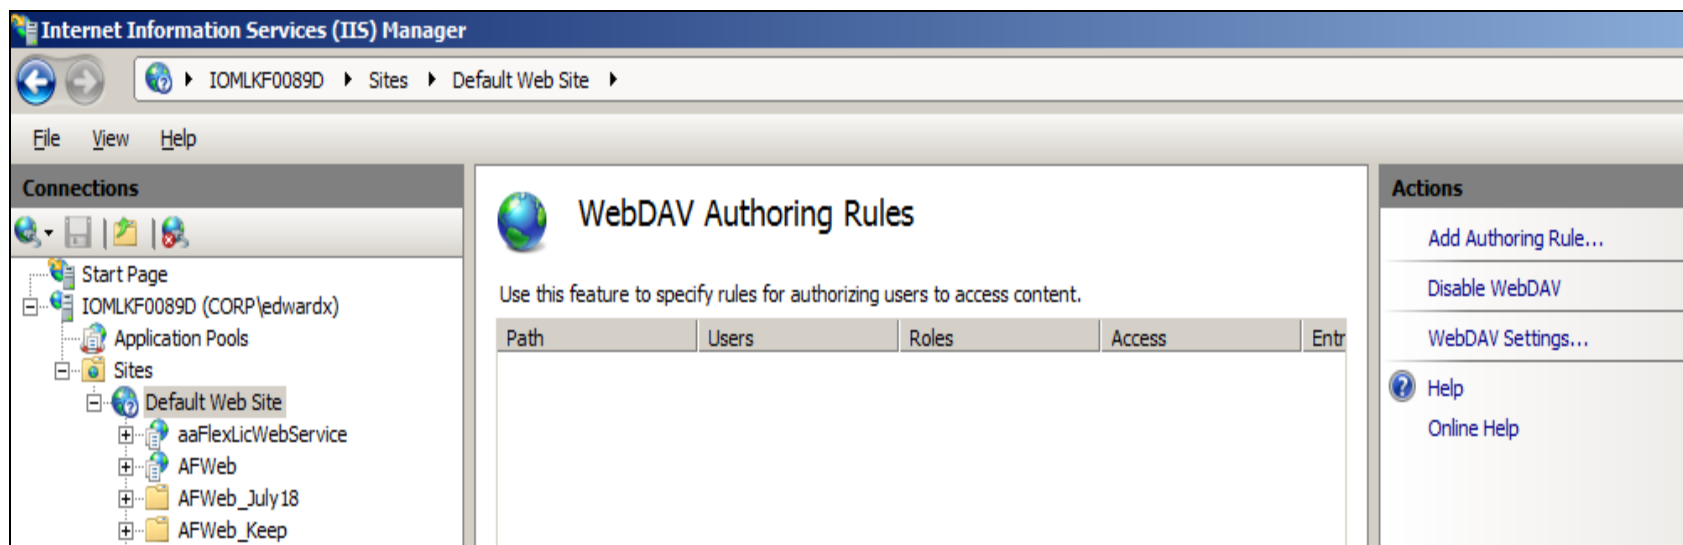 Internet Information Services (IIS) Manager
IOMLKF0089D Sites Default Web Site
File View Help
Connections
Start Page
IOMLKF0089D (CORP\edwardx)
Application Pools
Sites
Default Web Site
aaFlexLicWebService
AFWeb
AFWeb_July18
AFWeb_Keep
WebDAV Authoring Rules
Use this feature to specify rules for authorizing users to access content.
Path Users Roles Access Entr
Actions
Add Authoring Rule...
Disable WebDAV
WebDAV Settings...
Help
Online Help